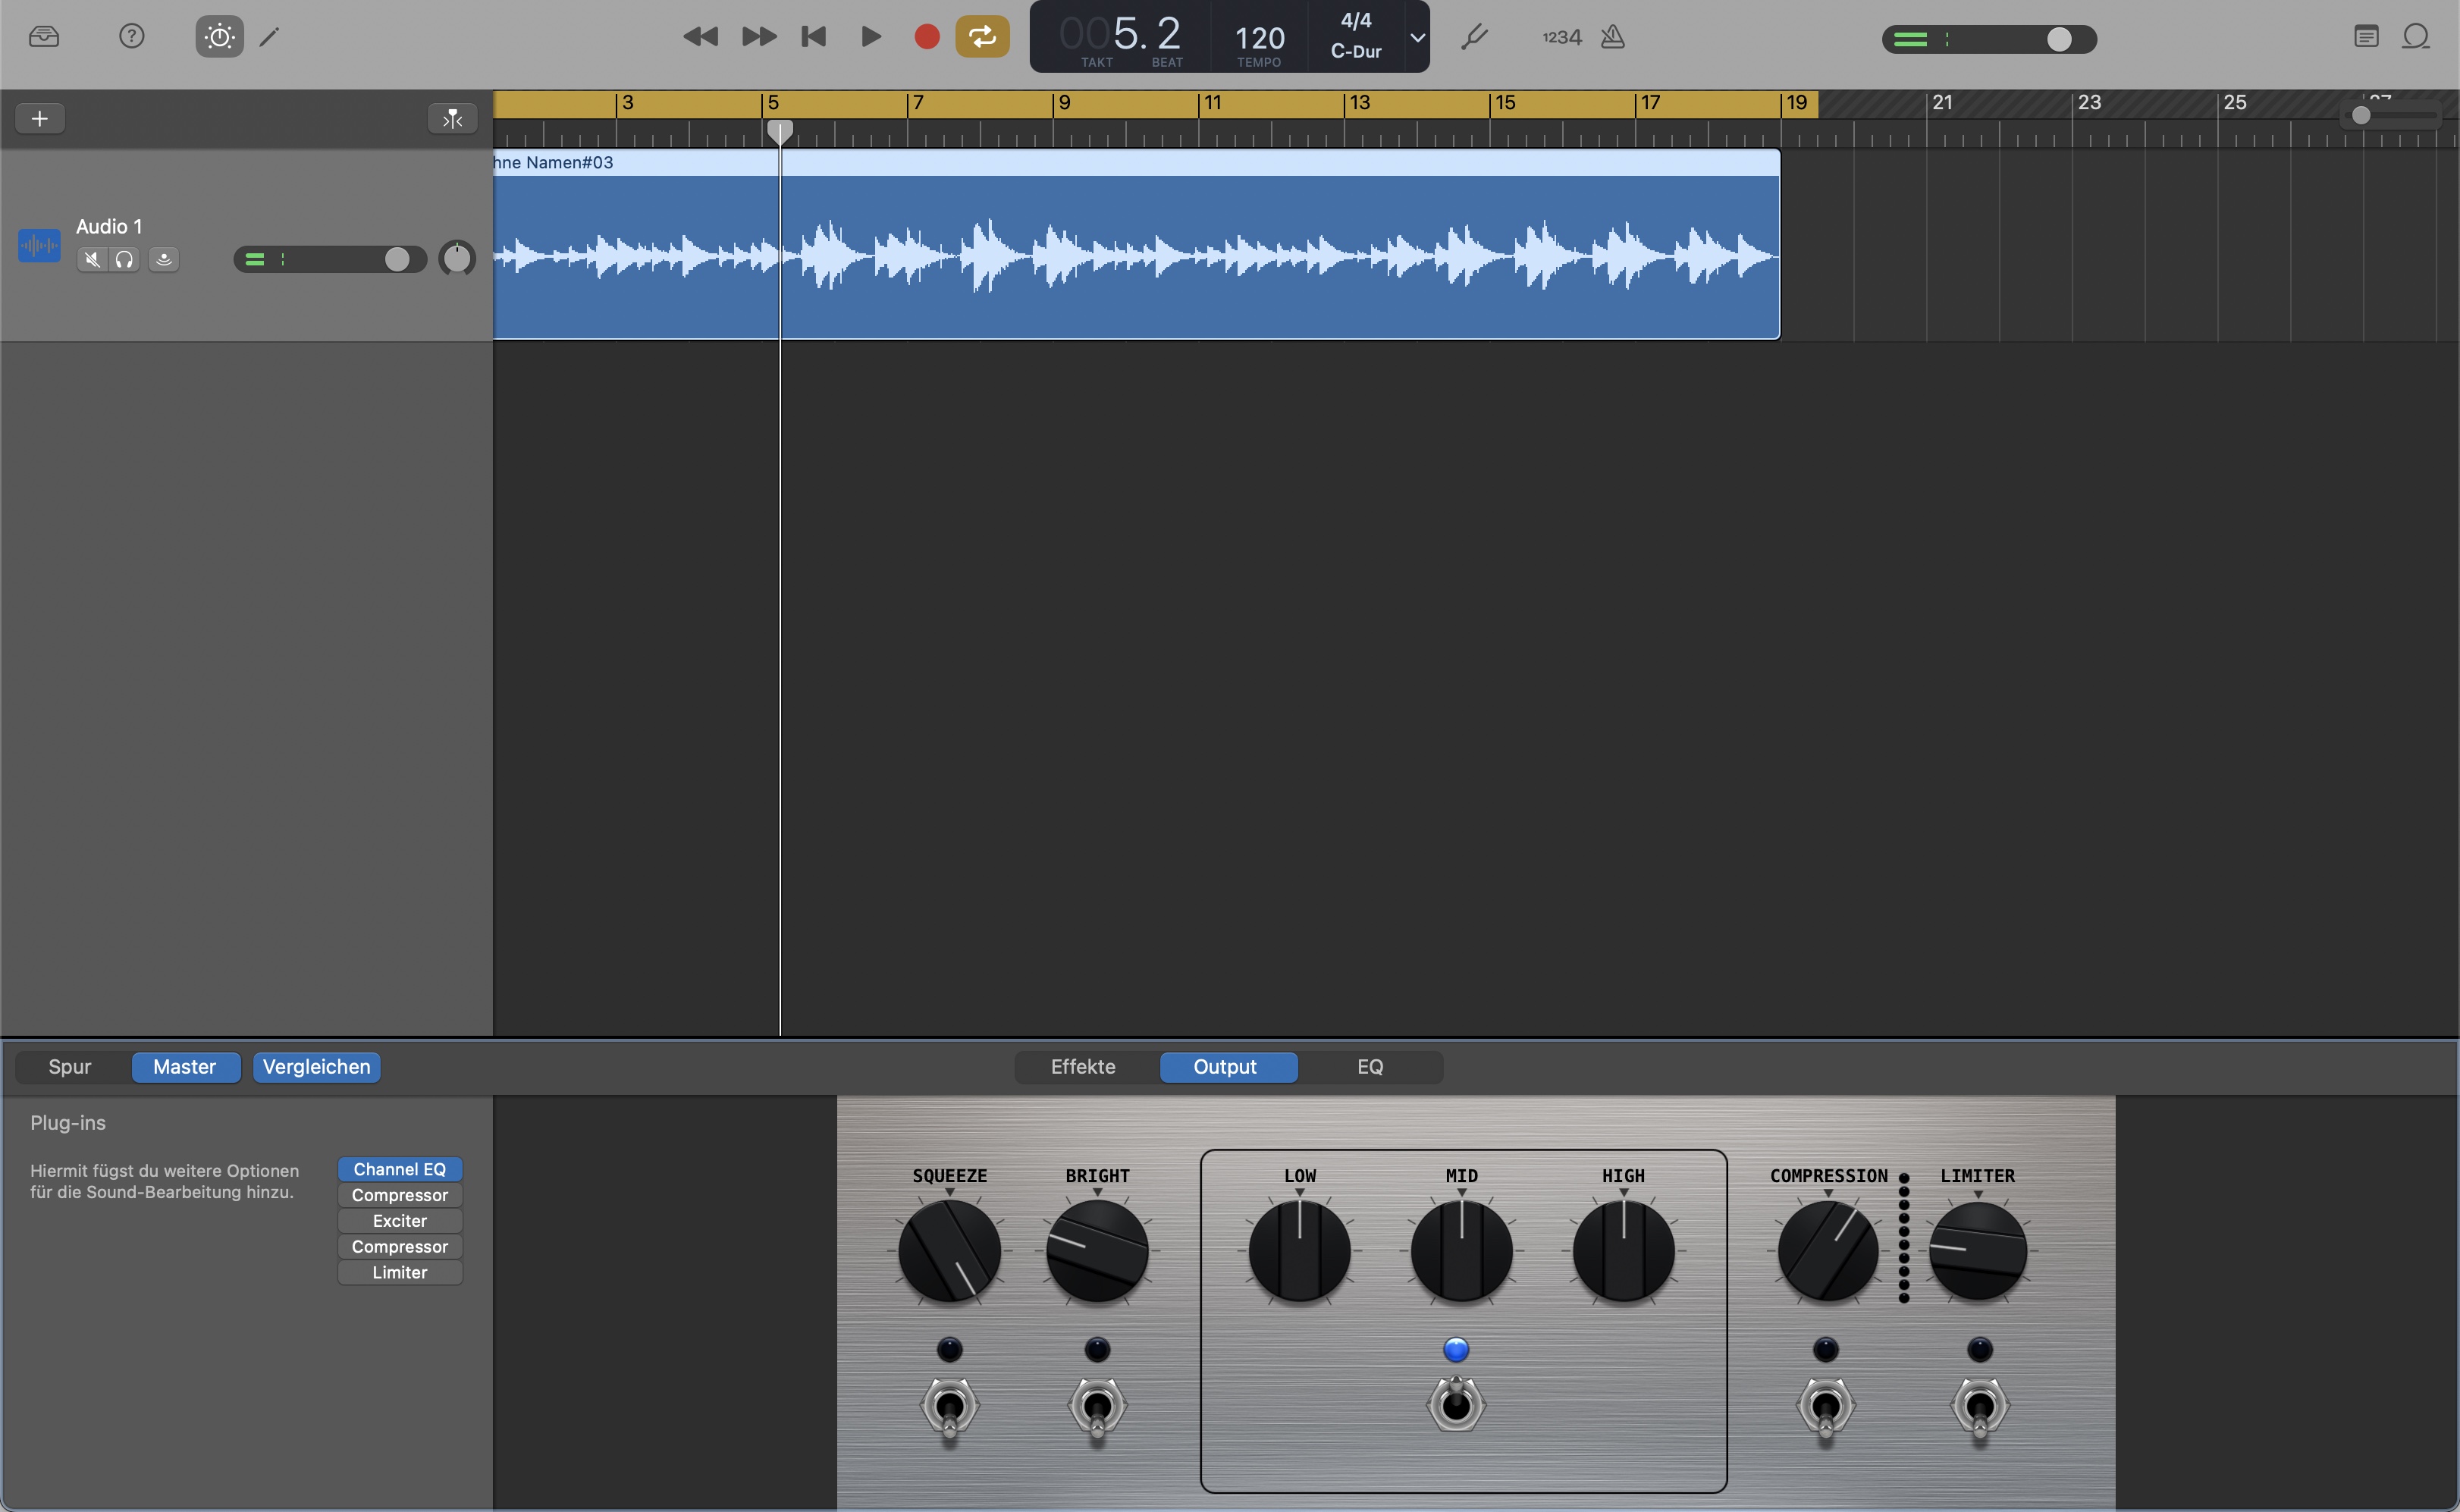 005.2
TAKT BEAT
120
TEMPO
4/4
C-Dur
1234
3 5 7 9 11 13 15 17 19 21 23 25
hne Namen#03
Audio 1
Spur Master Vergleichen
Effekte Output EQ
Plug-ins
Hiermit fügst du weitere Optionen
für die Sound-Bearbeitung hinzu.
Channel EQ
Compressor
Exciter
Compressor
Limiter
SQUEEZE BRIGHT LOW MID HIGH COMPRESSION LIMITER